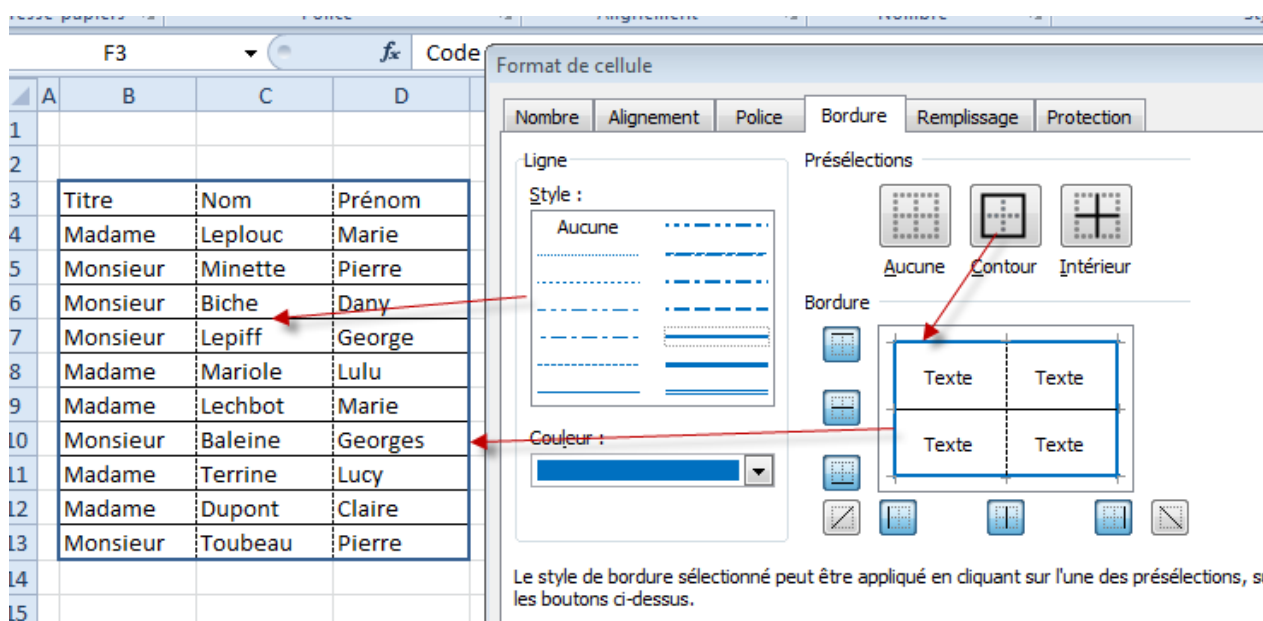 F3 fx Code
A B C D
1
2
3 Titre Nom Prénom
4 Madame Leplouc Marie
5 Monsieur Minette Pierre
6 Monsieur Biche Dany
7 Monsieur Lepiff George
8 Madame Mariole Lulu
9 Madame Lechbot Marie
10 Monsieur Baleine Georges
11 Madame Terrine Lucy
12 Madame Dupont Claire
13 Monsieur Toubeau Pierre
14
15
Format de cellule
Nombre Alignement Police Bordure Remplissage Protection
Ligne
Style :
Aucune
Couleur :
Présélections
Aucune Contour Intérieur
Bordure
Texte Texte
Texte Texte
Le style de bordure sélectionné peut être appliqué en cliquant sur l'une des présélections,
les boutons ci-dessus.